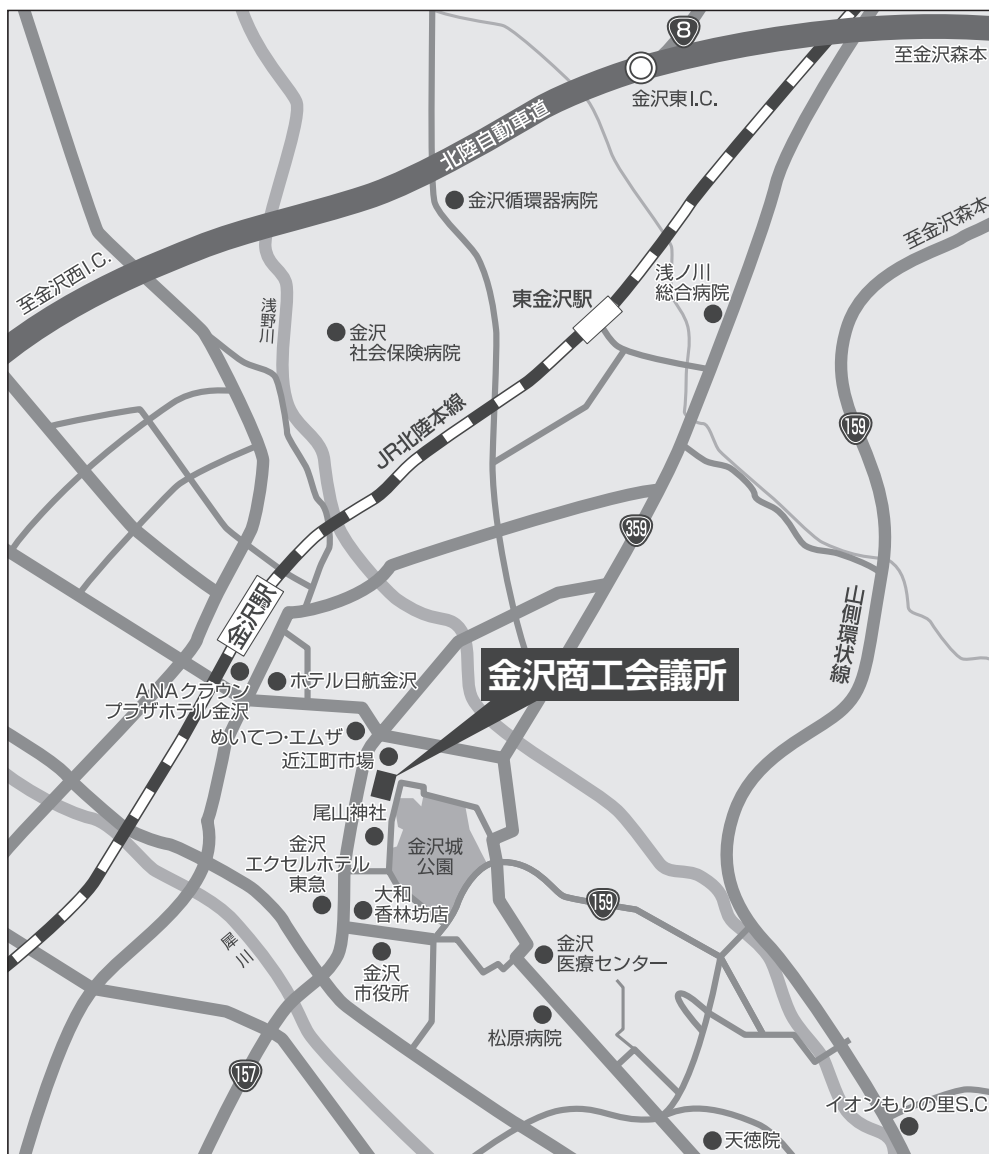 8
至金沢森本
金沢東I.C.
北陸自動車道
金沢循環器病院
至金沢森本
至金沢西I.C.
浅ノ川
総合病院
東金沢駅
浅野川
金沢
社会保険病院
JR北陸本線
159
359
金沢駅
山側環状線
金沢商工会議所
ホテル日航金沢
ANAクラウン
プラザホテル金沢
めいてつ・エムザ
近江町市場
尾山神社
金沢城
公園
金沢
エクセルホテル
東急
大和
香林坊店
159
犀川
金沢
医療センター
金沢
市役所
松原病院
157
イオンもりの里S.C
天徳院